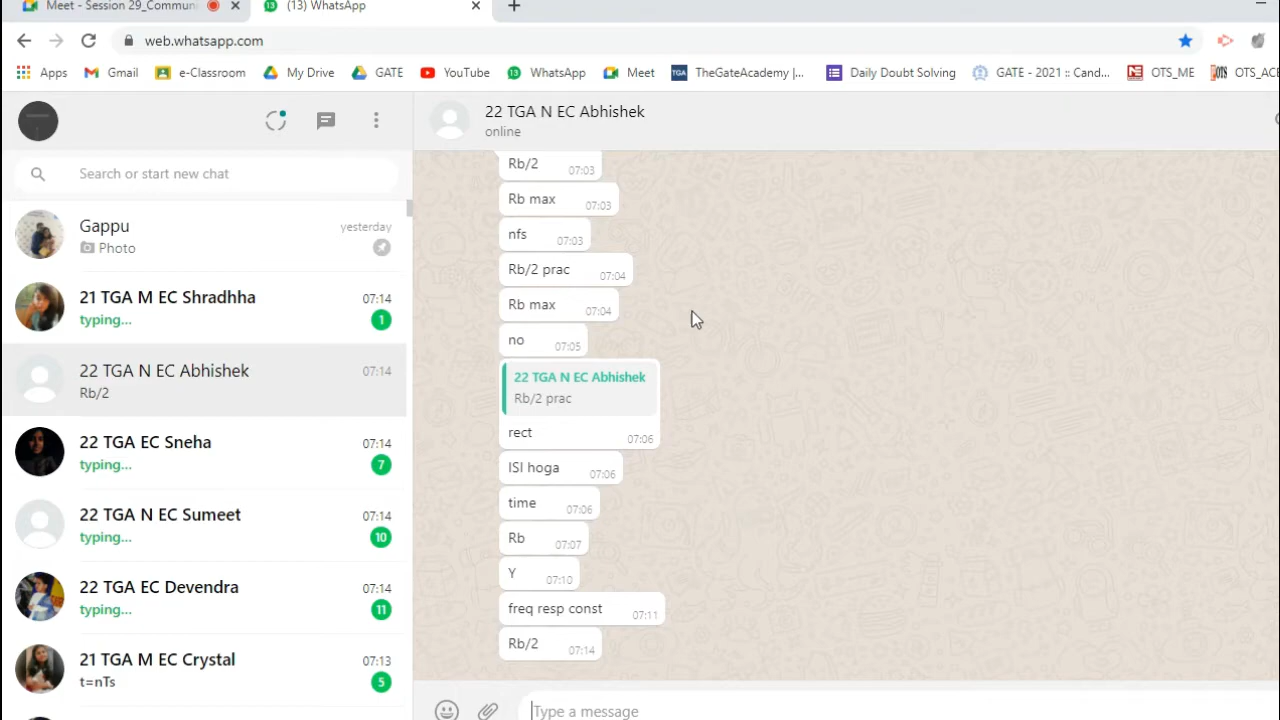 Meet - Session 29_Communi
(13) WhatsApp
web.whatsapp.com
Apps
Gmail
e-Classroom
My Drive
GATE
YouTube
WhatsApp
Meet
TGA TheGateAcademy |...
Daily Doubt Solving
GATE - 2021 :: Cand...
OTS_ME
OTS_ACE
22 TGA N EC Abhishek
online
Search or start new chat
Gappu
yesterday
Photo
21 TGA M EC Shradhha
07:14
typing...
1
22 TGA N EC Abhishek
07:14
Rb/2
22 TGA EC Sneha
07:14
typing...
7
22 TGA N EC Sumeet
07:14
typing...
10
22 TGA EC Devendra
07:14
typing...
11
21 TGA M EC Crystal
07:13
t=nTs
5
Rb/2 07:03
Rb max 07:03
nfs 07:03
Rb/2 prac 07:04
Rb max 07:04
no 07:05
22 TGA N EC Abhishek
Rb/2 prac
rect 07:06
ISI hoga 07:06
time 07:06
Rb 07:07
Y 07:10
freq resp const 07:11
Rb/2 07:14
Type a message